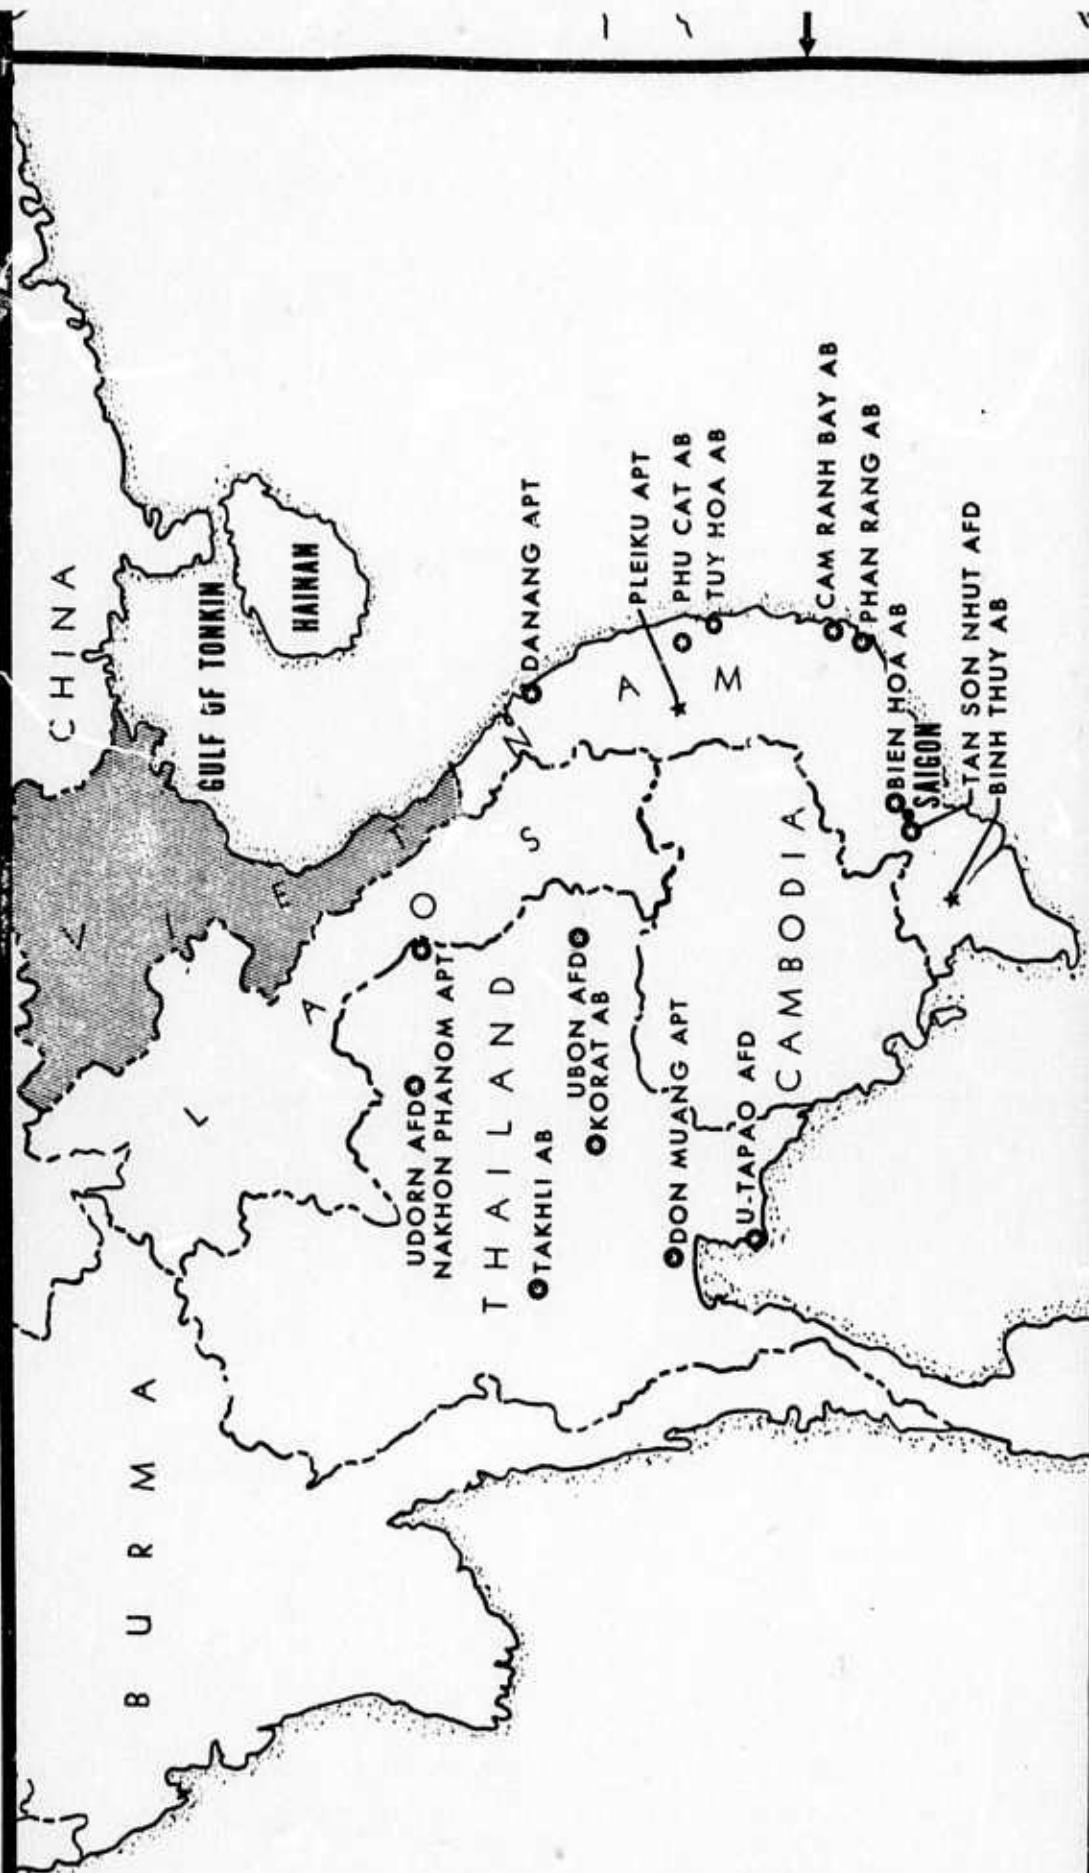 CHINA
BURMA
GULF OF TONKIN
HAINAN
VIETNAM
LAOS
UDORN AFD
NAKHON PHANOM APT
THAILAND
TAKHLI AB
UBON AFD
KORAT AB
DANANG APT
PLEIKU APT
PHU CAT AB
TUY HOA AB
DON MUANG APT
U-TAPAO AFD
CAMBODIA
CAM RANH BAY AB
PHAN RANG AB
BIEN HOA AB
SAIGON
TAN SON NHUT AFD
BINH THUY AB